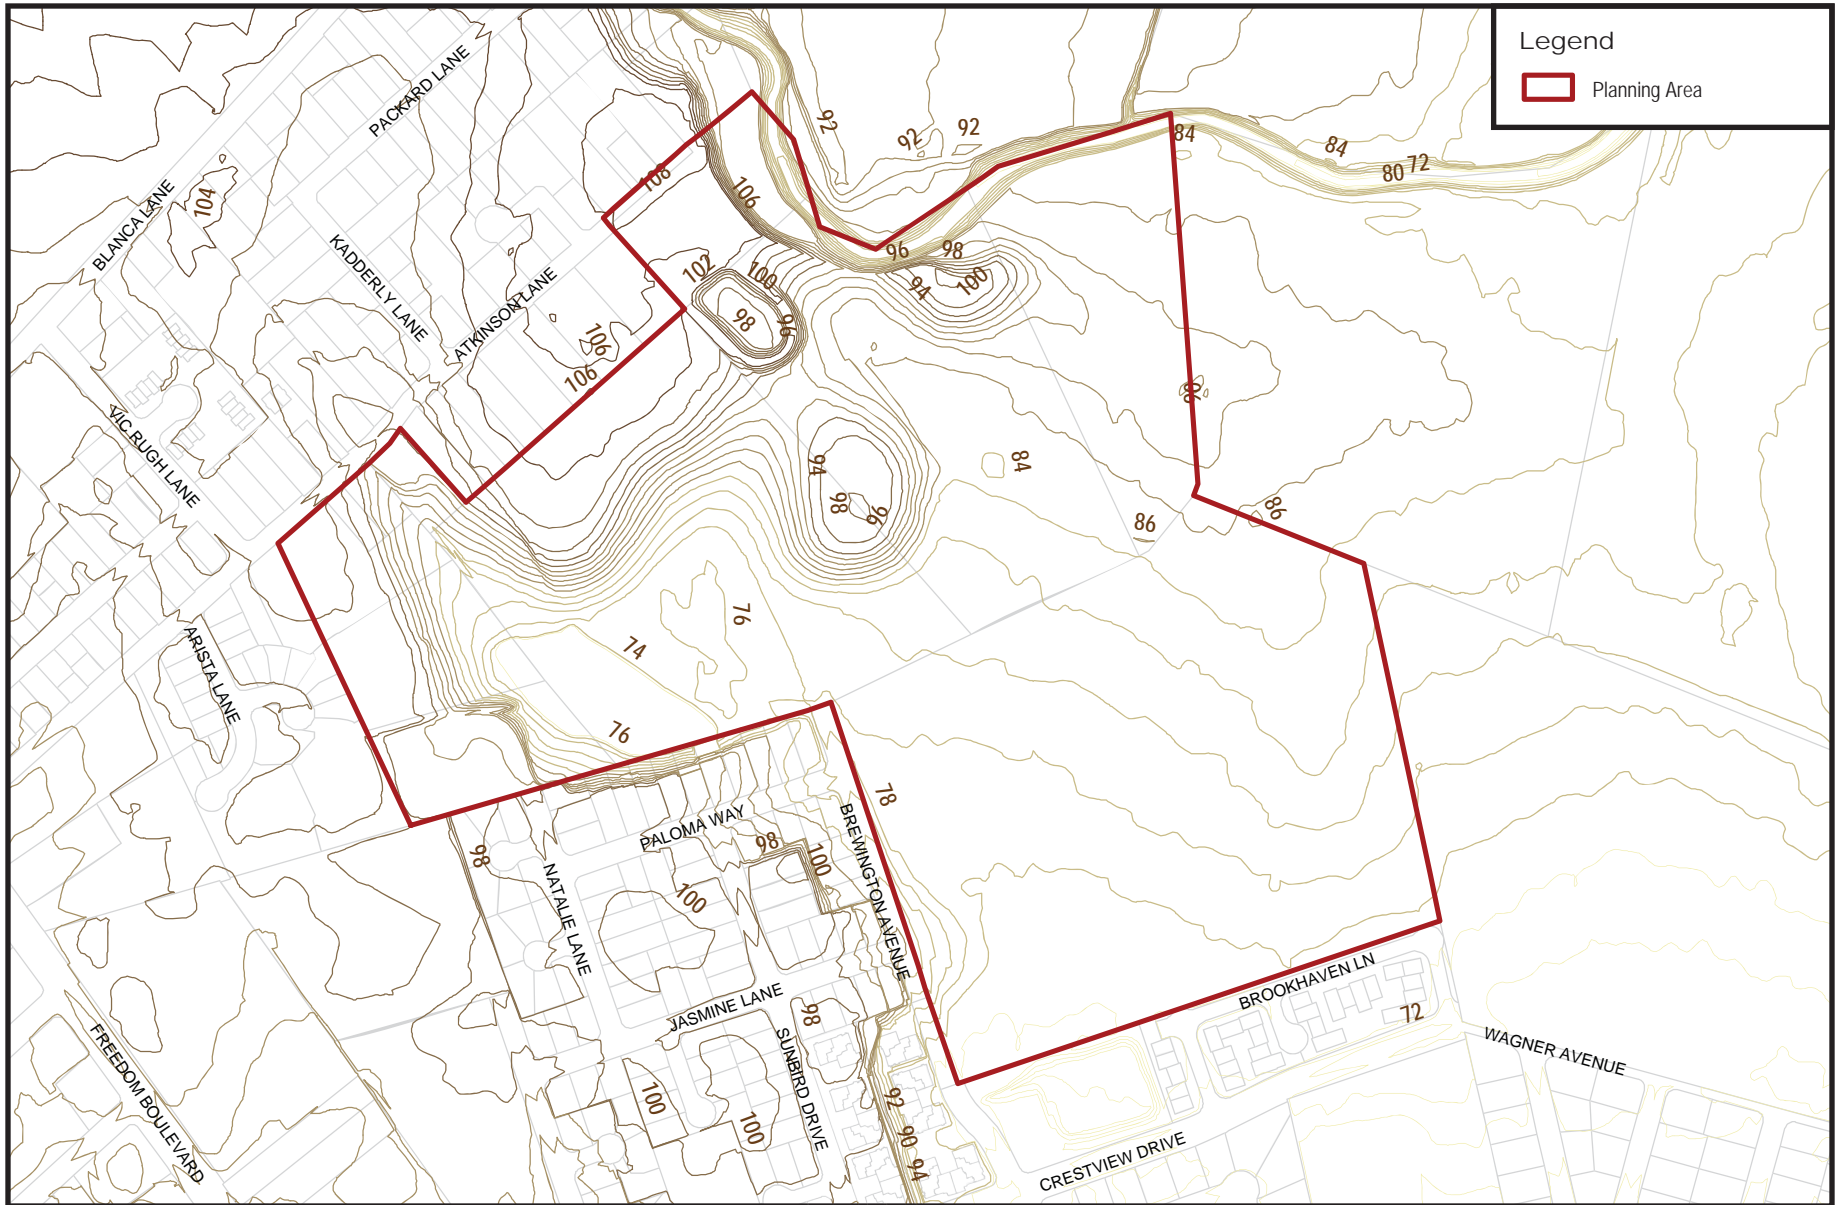 Legend
Planning Area
PACKARD LANE
BLANCA LANE
104
KADDERLY LANE
ATKINSON LANE
VIC RUGH LANE
ARISTA LANE
108
106
92
92
92
84
84
80
72
96
98
102
100
94
100
98
96
106
106
94
98
96
84
86
86
86
76
74
76
78
PALOMA WAY
98
100
BREWINGTON AVENUE
98
NATALIE LANE
100
JASMINE LANE
98
SUNBIRD DRIVE
100
100
92
90
94
FREEDOM BOULEVARD
BROOKHAVEN LN
72
WAGNER AVENUE
CRESTVIEW DRIVE